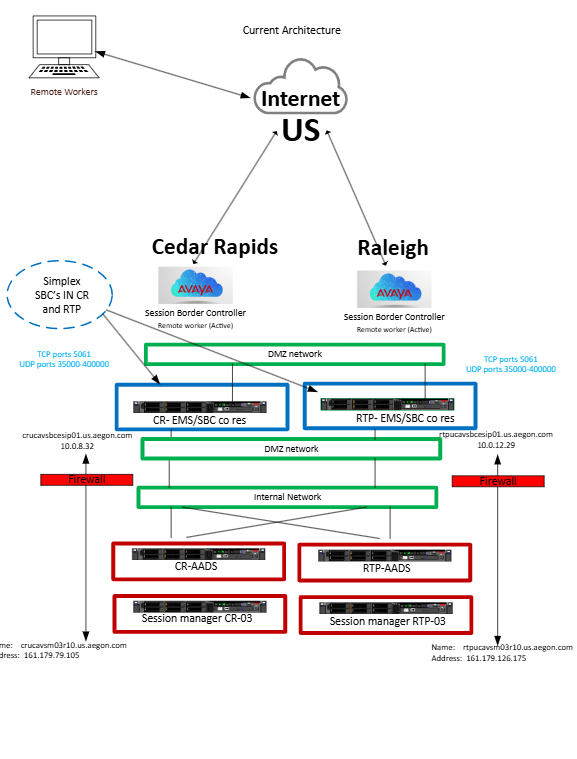 Current Architecture
Remote Workers
Internet
US
Cedar Rapids
Raleigh
AVAYA
AVAYA
Simplex
SBC's IN CR
and RTP
Session Border Controller
Remote worker (Active)
Session Border Controller
Remote worker (Active)
DMZ network
TCP ports 5061
UDP ports 35000-400000
TCP ports 5061
UDP ports 35000-400000
CR- EMS/SBC co res
RTP- EMS/SBC co res
crucavsbcesip01.us.aegon.com
10.0.8.32
rtpucavsbcesip01.us.aegon.com
10.0.12.29
DMZ network
Firewall
Firewall
Internal Network
CR-AADS
RTP-AADS
Session manager CR-03
Session manager RTP-03
me: crucavsm03r10.us.aegon.com
dress: 161.179.79.105
Name: rtpucavsm03r10.us.aegon.com
Address: 161.179.126.175